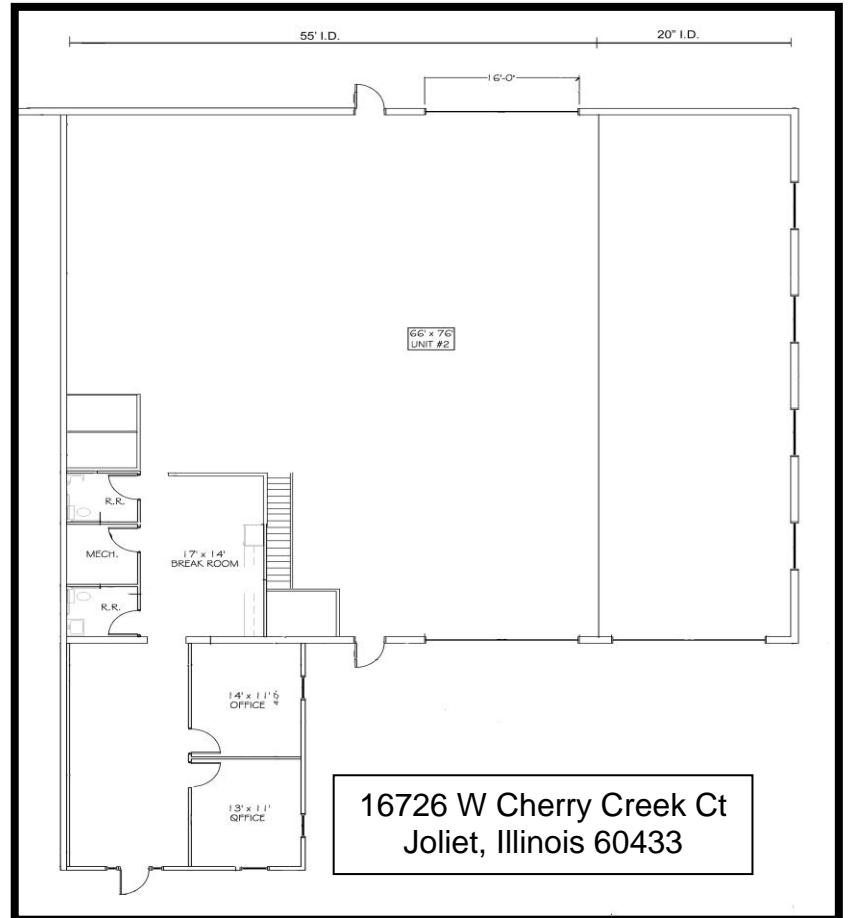 55' I.D.
20" I.D.
16'-0"
66' x 76'
UNIT #2
R.R.
MECH.
17' x 14'
BREAK ROOM
R.R.
14' x 11'
OFFICE
13' x 11'
OFFICE
16726 W Cherry Creek Ct
Joliet, Illinois 60433